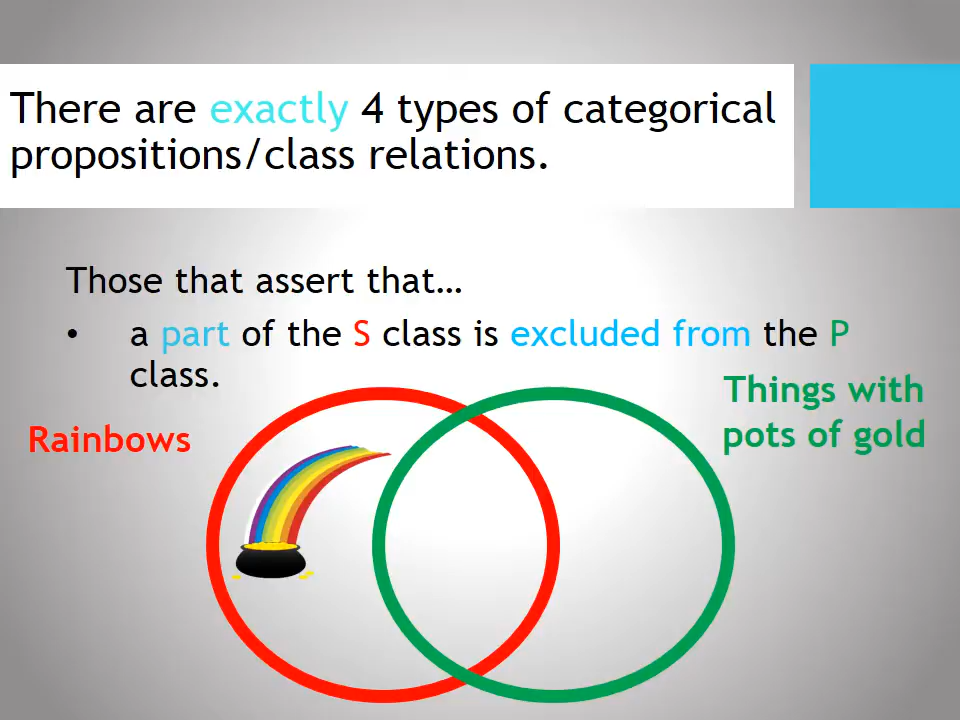 There are exactly 4 types of categorical
propositions/class relations.
Those that assert that…
• a part of the S class is excluded from the P
class.
Things with
pots of gold
Rainbows